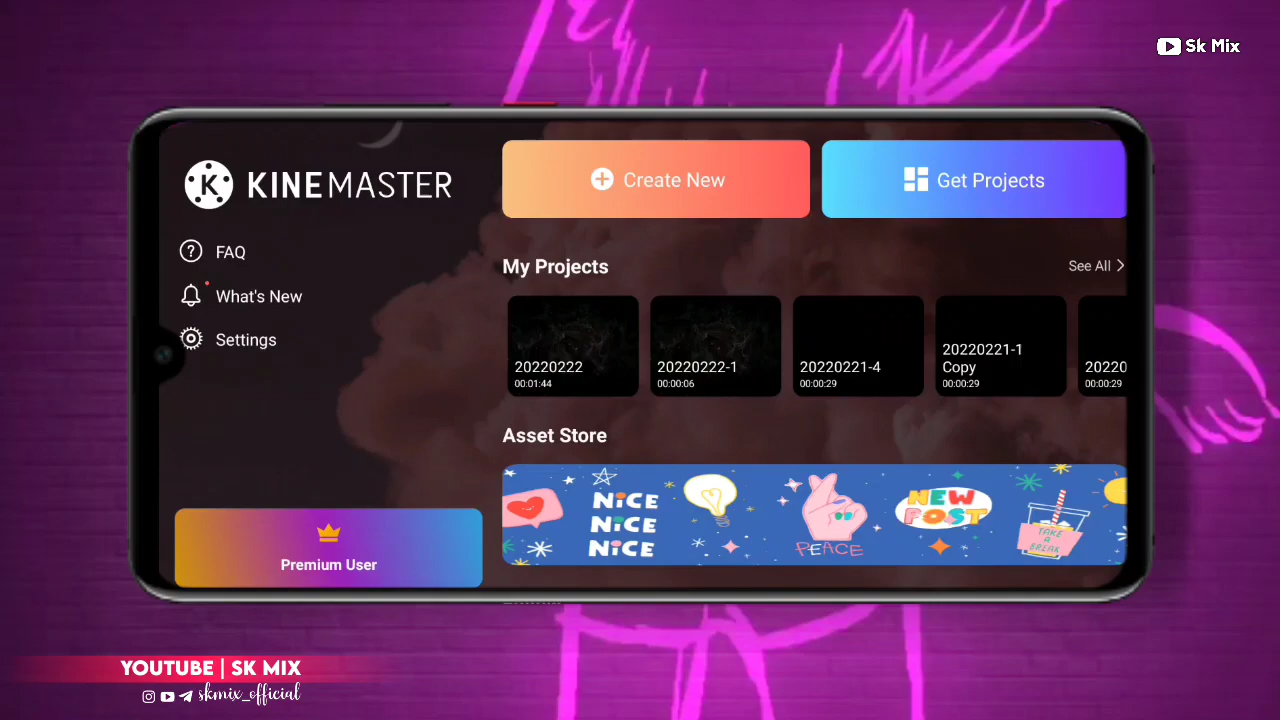 Sk Mix
KINEMASTER
Create New
Get Projects
FAQ
What's New
Settings
My Projects
See All
20220222
00:01:44
20220222-1
00:00:06
20220221-4
00:00:29
20220221-1
Copy
00:00:29
20220
00:00:29
Asset Store
NICE
NICE
NICE
PEACE
NEW
POST
TAKE
A
BREAK
Premium User
YOUTUBE | SK MIX
skmix_official